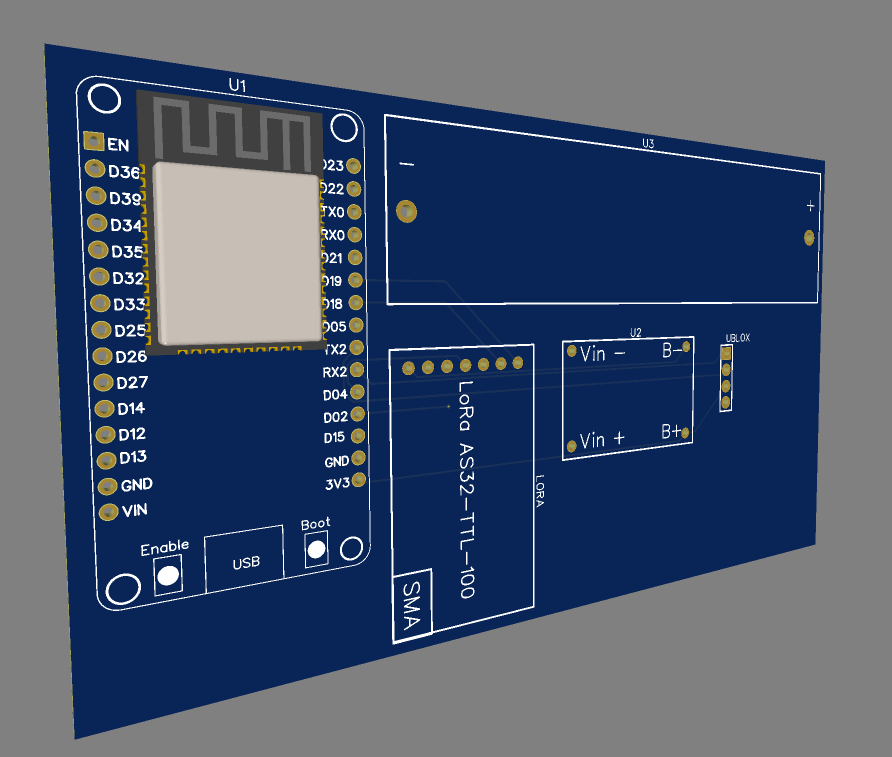 U1
EN
D36
D39
D34
D35
D32
D33
D25
D26
D27
D14
D12
D13
GND
VIN
D23
D22
TX0
RX0
D21
D19
D18
D05
TX2
RX2
D04
D02
D15
GND
3V3
Enable
USB
Boot
U3
-
+
LoRa AS32-TTL-100
SMA
LORA
U2
Vin - B-
Vin + B+
UBLOX